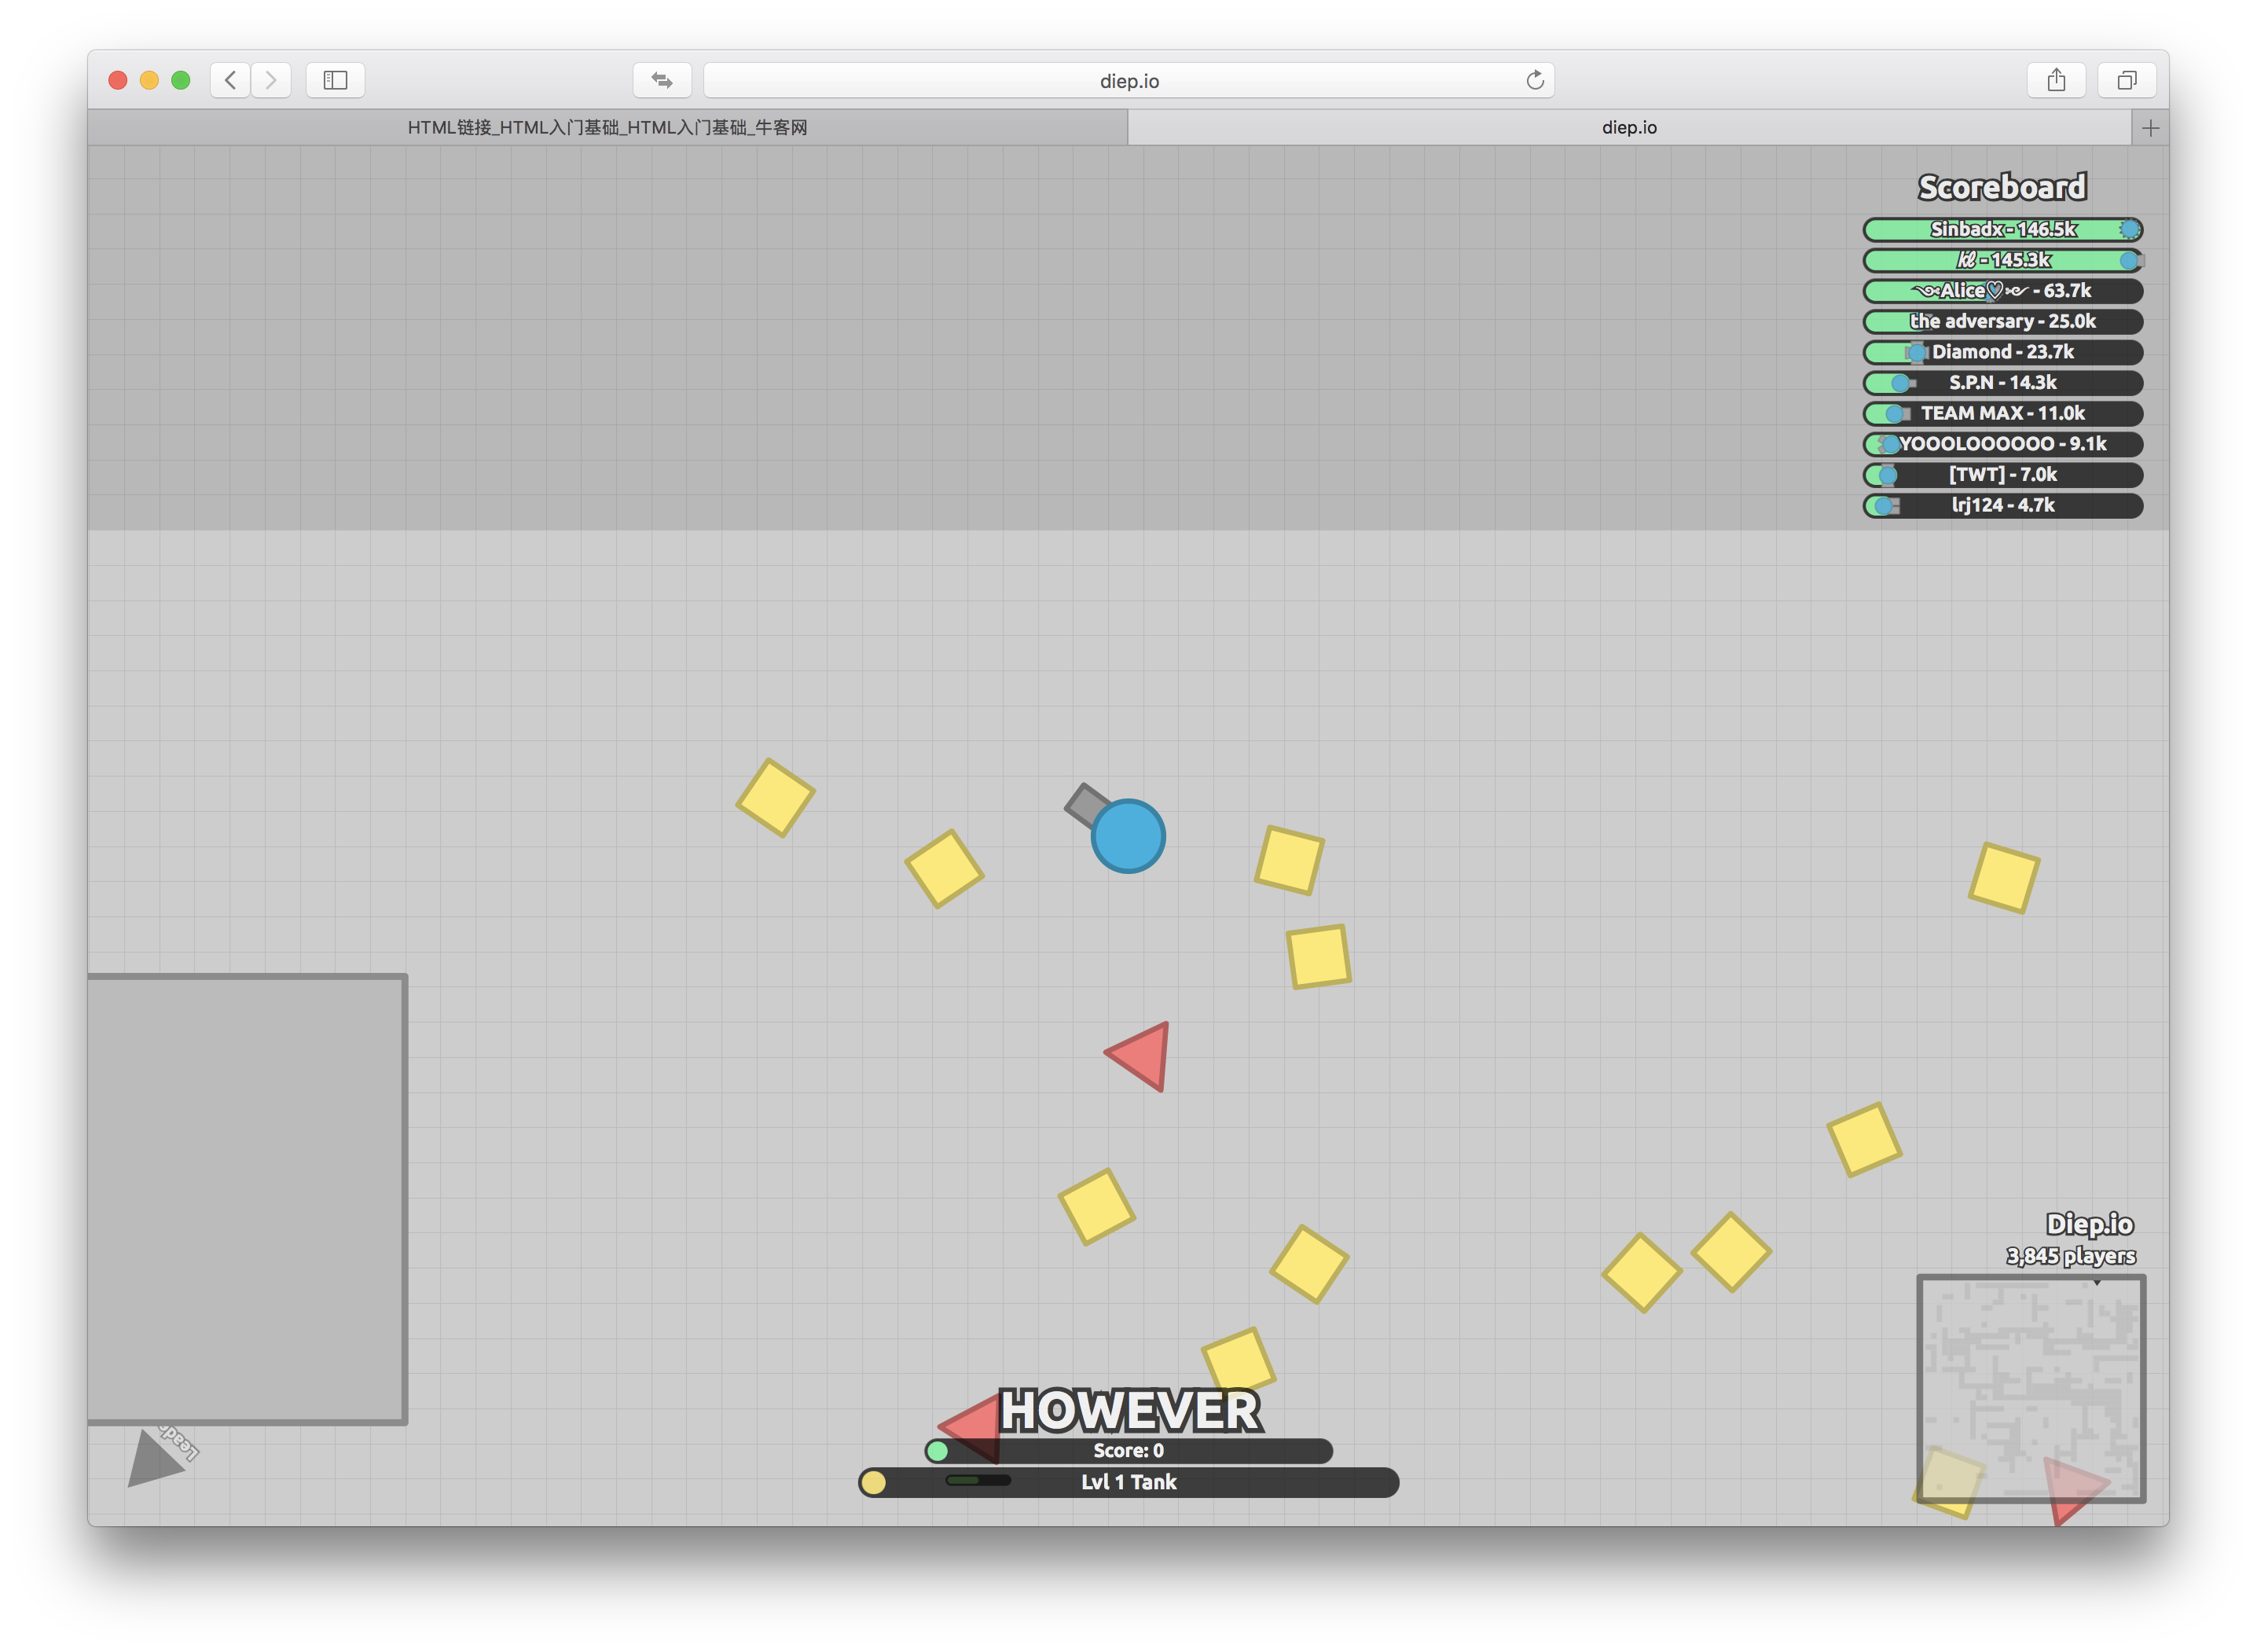 diep.io
HTML链接_HTML入门基础_HTML入门基础_牛客网
diep.io
Scoreboard
Sinbadx - 146.5k
𝓀ℓ - 145.3k
Alice♡ - 63.7k
the adversary - 25.0k
Diamond - 23.7k
S.P.N - 14.3k
TEAM MAX - 11.0k
YOOOLOOOOOO - 9.1k
[TWT] - 7.0k
lrj124 - 4.7k
Diep.io
3,845 players
HOWEVER
Score: 0
Lvl 1 Tank